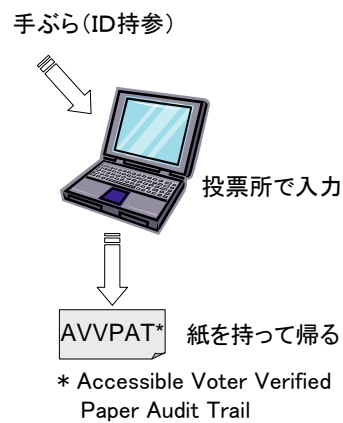 手ぶら（ID持参）
投票所で入力
AVVPAT*
紙を持って帰る
* Accessible Voter Verified
Paper Audit Trail